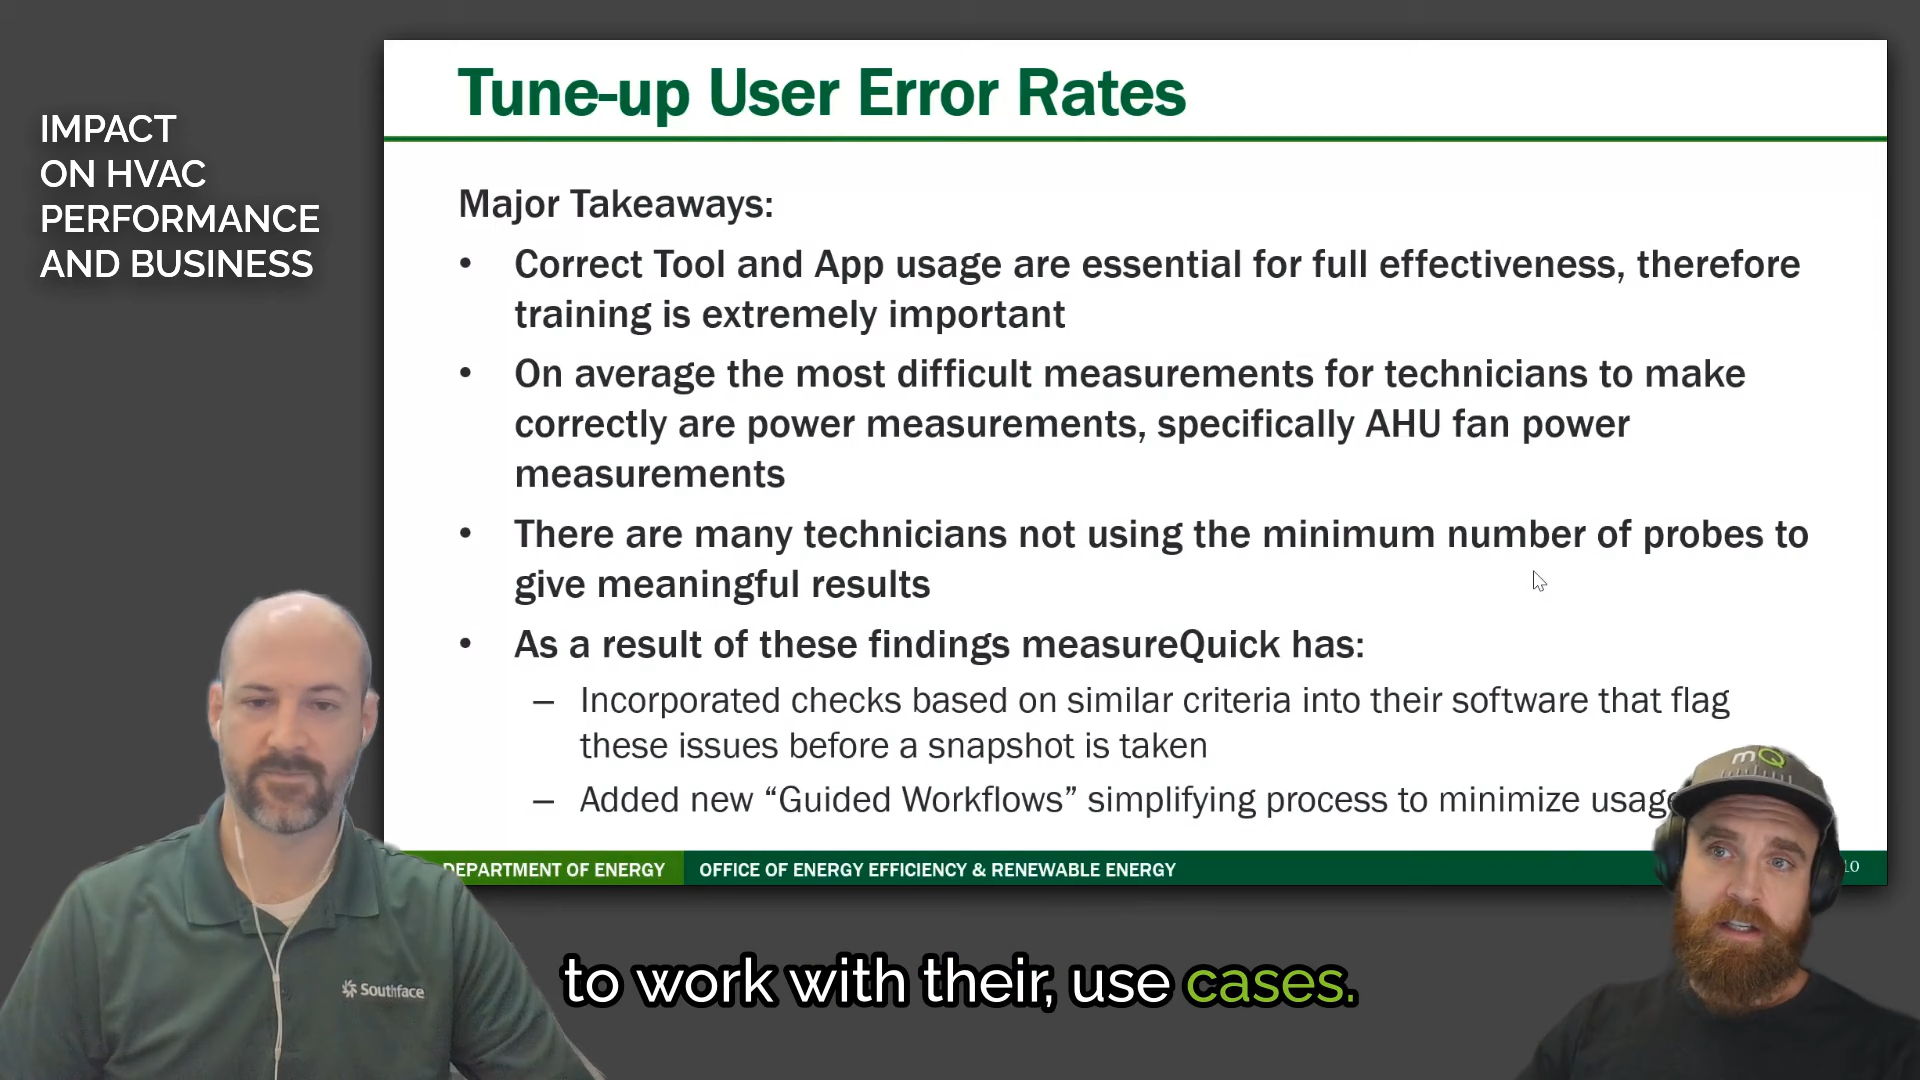 IMPACT
ON HVAC
PERFORMANCE
AND BUSINESS
Tune-up User Error Rates
Major Takeaways:
• Correct Tool and App usage are essential for full effectiveness, therefore
training is extremely important
• On average the most difficult measurements for technicians to make
correctly are power measurements, specifically AHU fan power
measurements
• There are many technicians not using the minimum number of probes to
give meaningful results
• As a result of these findings measureQuick has:
– Incorporated checks based on similar criteria into their software that flag
these issues before a snapshot is taken
– Added new “Guided Workflows” simplifying process to minimize usage
DEPARTMENT OF ENERGY OFFICE OF ENERGY EFFICIENCY & RENEWABLE ENERGY 10
mQ
Southface
to work with their, use cases.